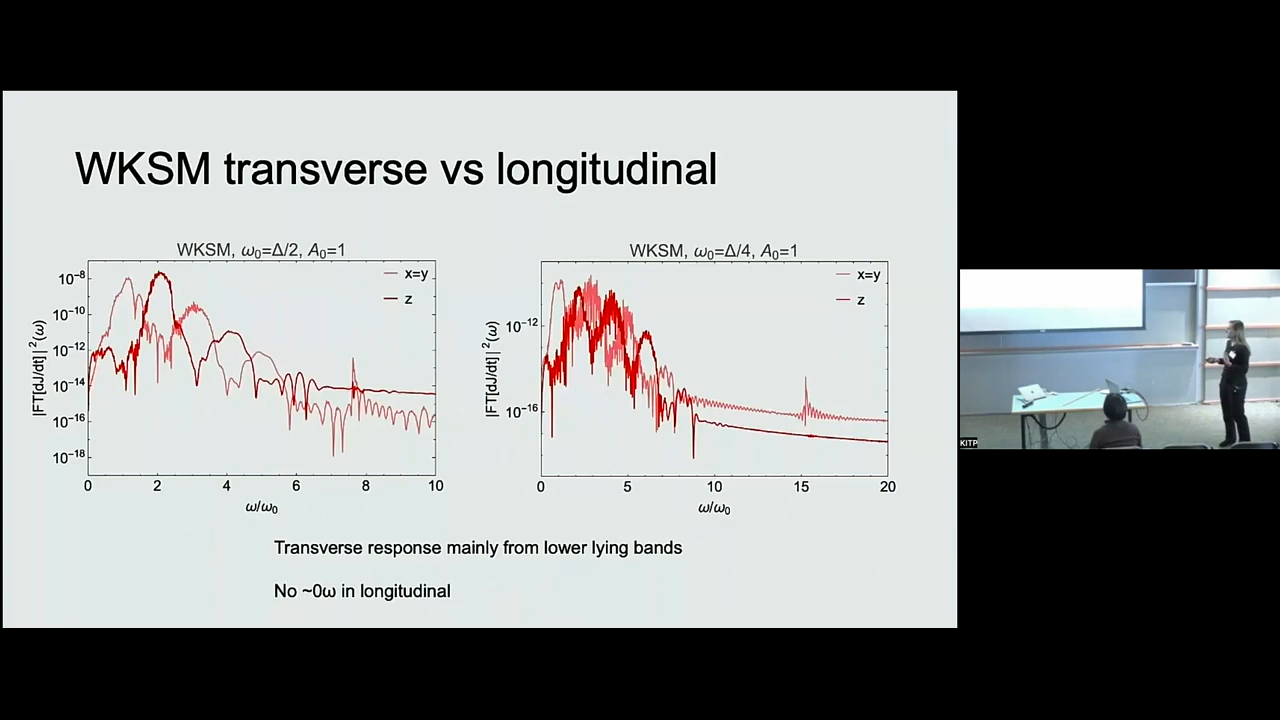 WKSM transverse vs longitudinal
WKSM, ω₀=Δ/2, A₀=1
x=y
z
10⁻⁸
10⁻¹⁰
10⁻¹²
10⁻¹⁴
10⁻¹⁶
10⁻¹⁸
|FT[dJ/dt]|²(ω)
0 2 4 6 8 10
ω/ω₀
WKSM, ω₀=Δ/4, A₀=1
x=y
z
10⁻¹²
10⁻¹⁶
|FT[dJ/dt]|²(ω)
0 5 10 15 20
ω/ω₀
Transverse response mainly from lower lying bands
No ~0ω in longitudinal
KITP